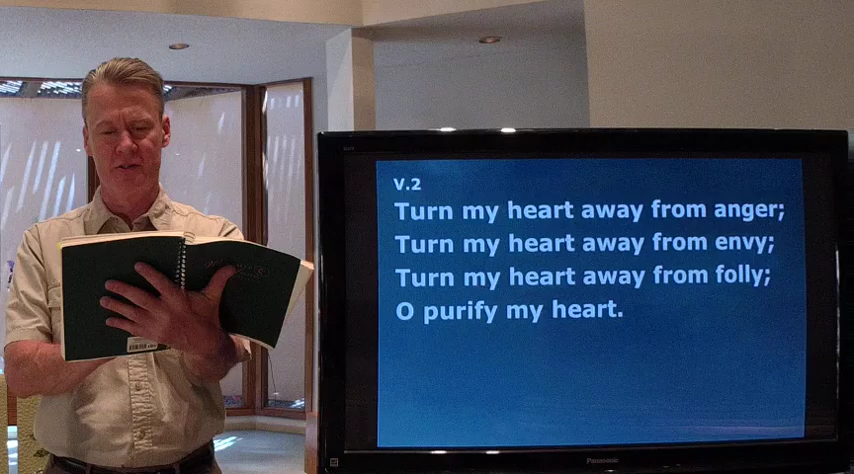 V.2
Turn my heart away from anger;
Turn my heart away from envy;
Turn my heart away from folly;
O purify my heart.
Panasonic